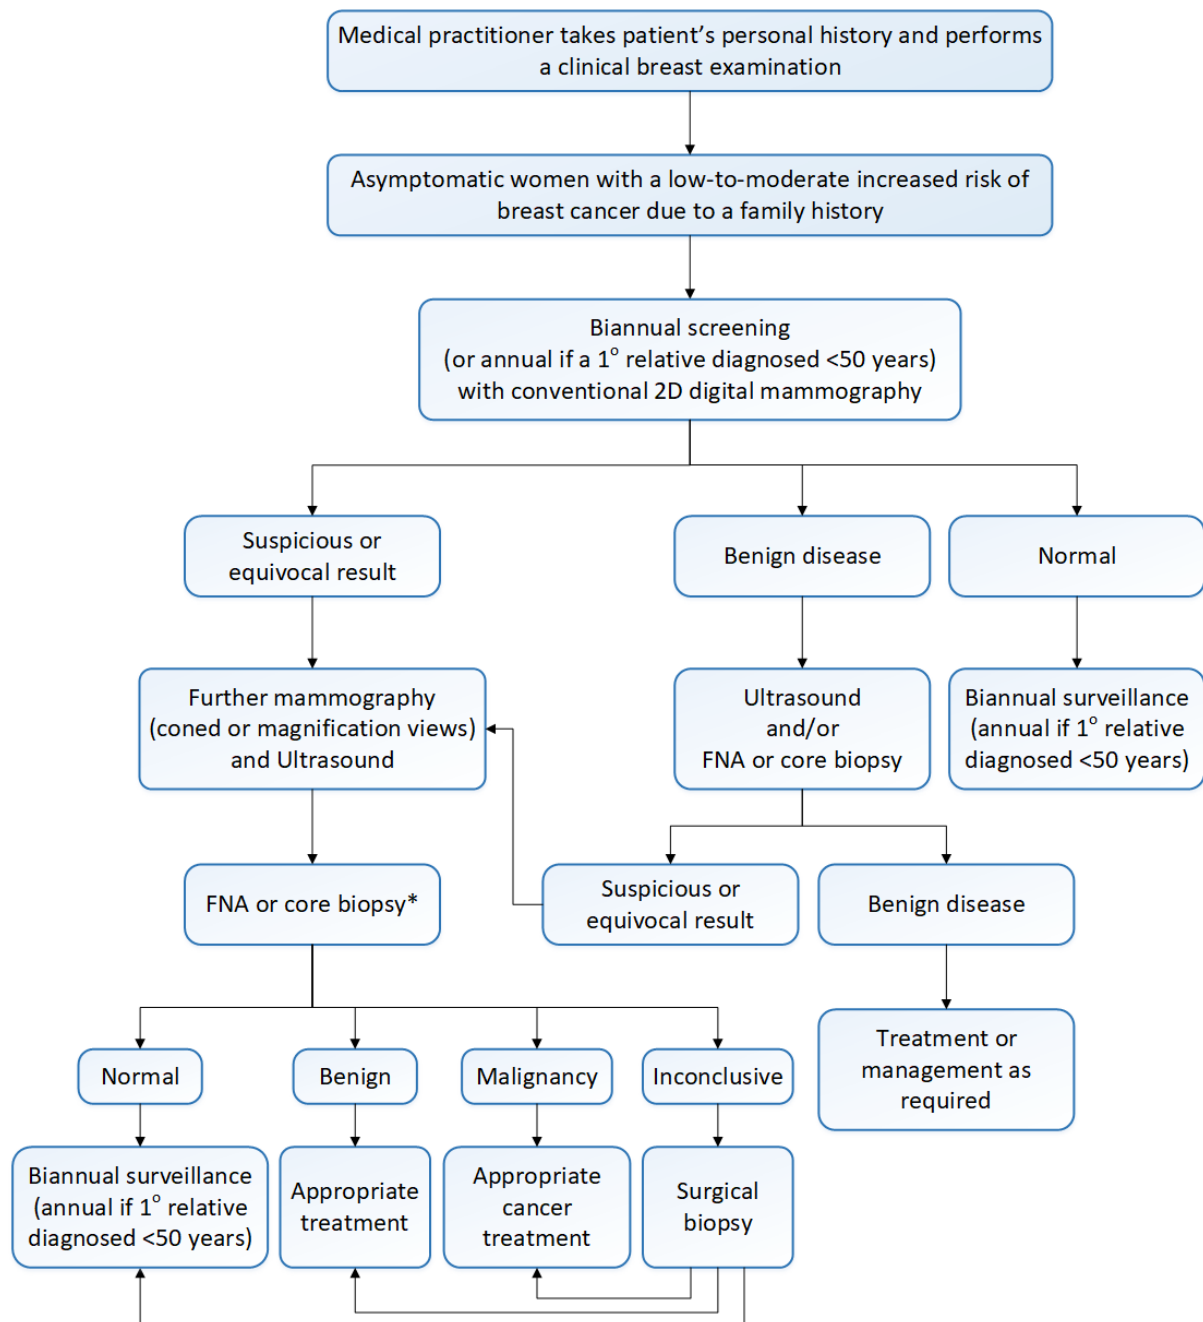 Medical practitioner takes patient’s personal history and performs
a clinical breast examination
Asymptomatic women with a low-to-moderate increased risk of
breast cancer due to a family history
Biannual screening
(or annual if a 1° relative diagnosed <50 years)
with conventional 2D digital mammography
Suspicious or
equivocal result
Benign disease
Normal
Further mammography
(coned or magnification views)
and Ultrasound
Ultrasound
and/or
FNA or core biopsy
Biannual surveillance
(annual if 1° relative
diagnosed <50 years)
FNA or core biopsy*
Suspicious or
equivocal result
Benign disease
Normal
Benign
Malignancy
Inconclusive
Treatment or
management as
required
Biannual surveillance
(annual if 1° relative
diagnosed <50 years)
Appropriate
treatment
Appropriate
cancer
treatment
Surgical
biopsy